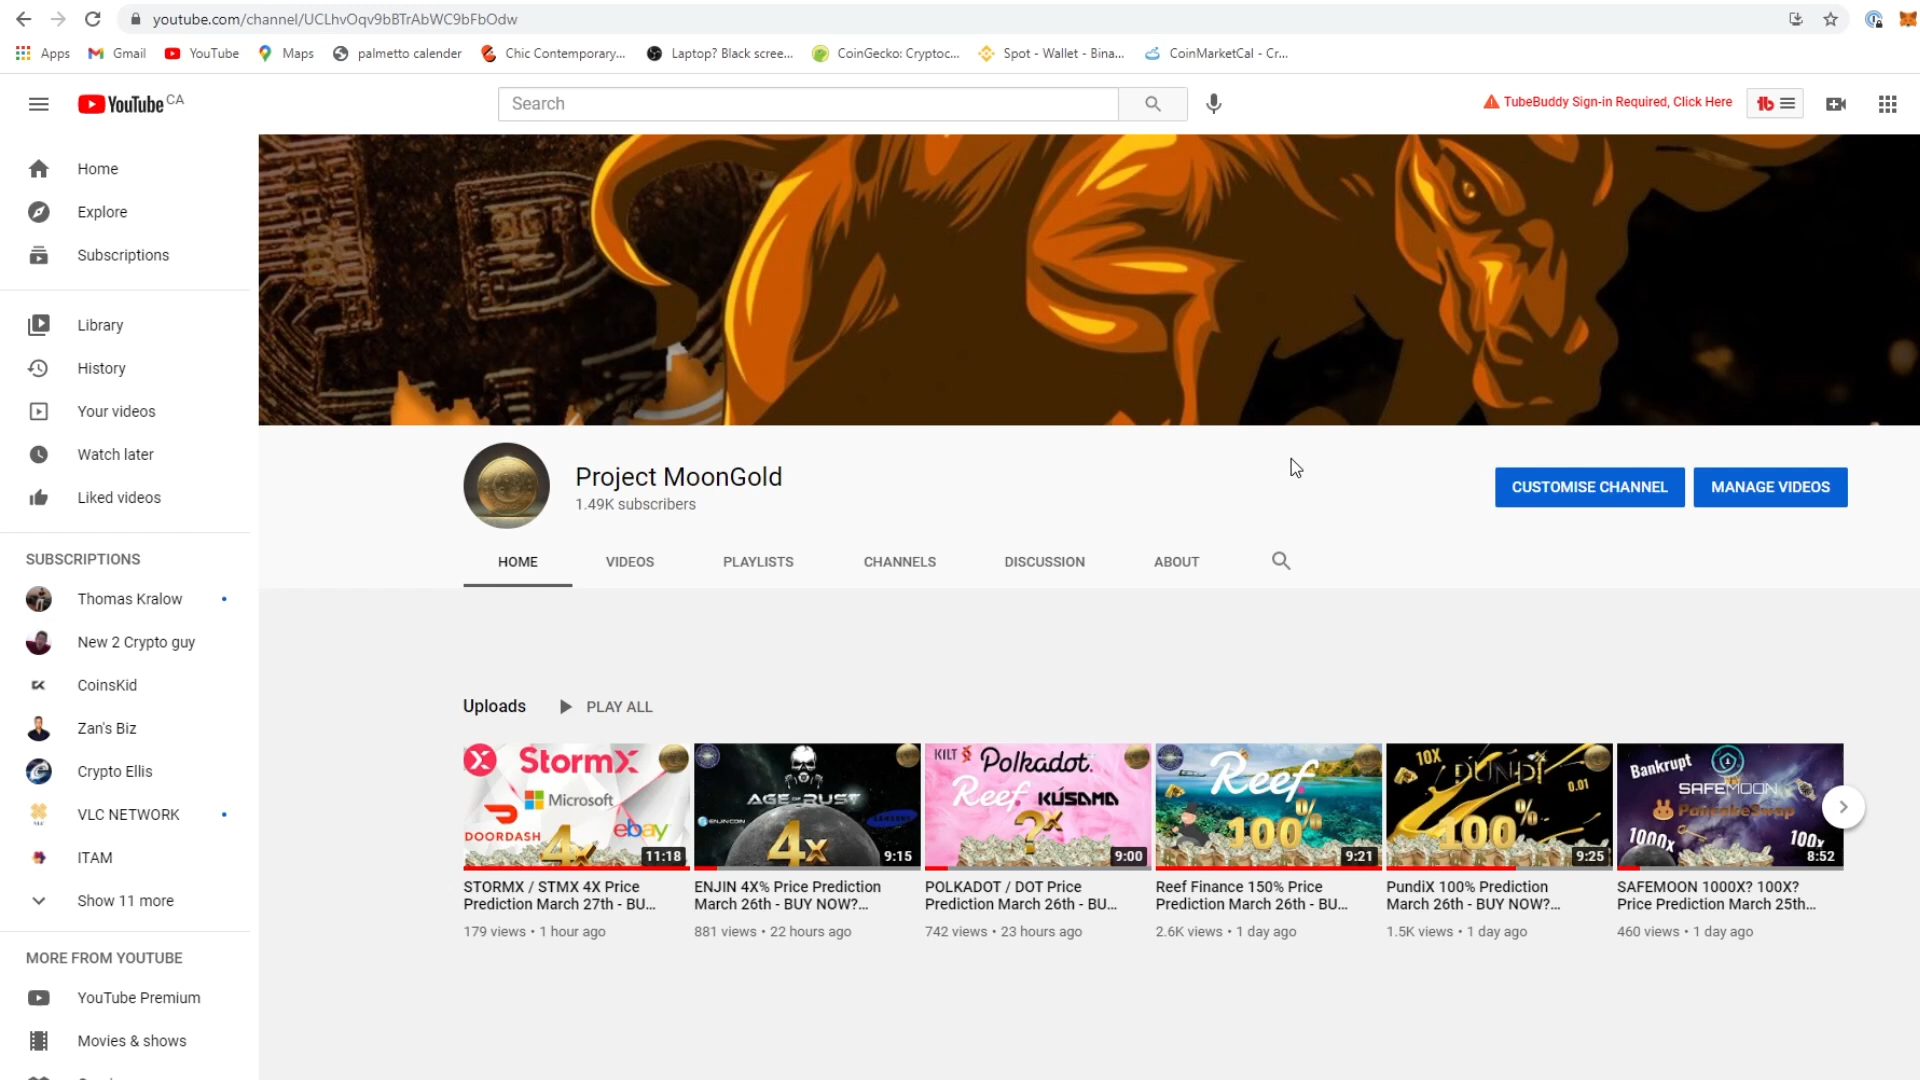 youtube.com/channel/UCLhvOqv9bBTrAbWC9bFbOdw
Apps Gmail YouTube Maps palmetto calender Chic Contemporary... Laptop? Black scree... CoinGecko: Cryptoc... Spot - Wallet - Bina... CoinMarketCal - Cr...
YouTube CA
Search
TubeBuddy Sign-in Required, Click Here
tb
Home
Explore
Subscriptions
Library
History
Your videos
Watch later
Liked videos
SUBSCRIPTIONS
Thomas Kralow
New 2 Crypto guy
CoinsKid
Zan's Biz
Crypto Ellis
VLC NETWORK
ITAM
Show 11 more
MORE FROM YOUTUBE
YouTube Premium
Movies & shows
Project MoonGold
1.49K subscribers
CUSTOMISE CHANNEL
MANAGE VIDEOS
HOME VIDEOS PLAYLISTS CHANNELS DISCUSSION ABOUT
Uploads PLAY ALL
StormX
Microsoft
DOORDASH
ebay
4x
11:18
STORMX / STMX 4X Price
Prediction March 27th - BU...
179 views • 1 hour ago
AGE OF RUST
ENJINCOIN
SAMSUNG
4x
9:15
ENJIN 4X% Price Prediction
March 26th - BUY NOW?...
881 views • 22 hours ago
KILT
Polkadot.
Reef
KUSAMA
?x
9:00
POLKADOT / DOT Price
Prediction March 26th - BU...
742 views • 23 hours ago
Reef
100%
9:21
Reef Finance 150% Price
Prediction March 26th - BU...
2.6K views • 1 day ago
10X
PUNDI
0.01
100%
9:25
PundiX 100% Prediction
March 26th - BUY NOW?...
1.5K views • 1 day ago
Bankrupt
SAFEMOON
PancakeSwap
1000x
100x
8:52
SAFEMOON 1000X? 100X?
Price Prediction March 25th...
460 views • 1 day ago